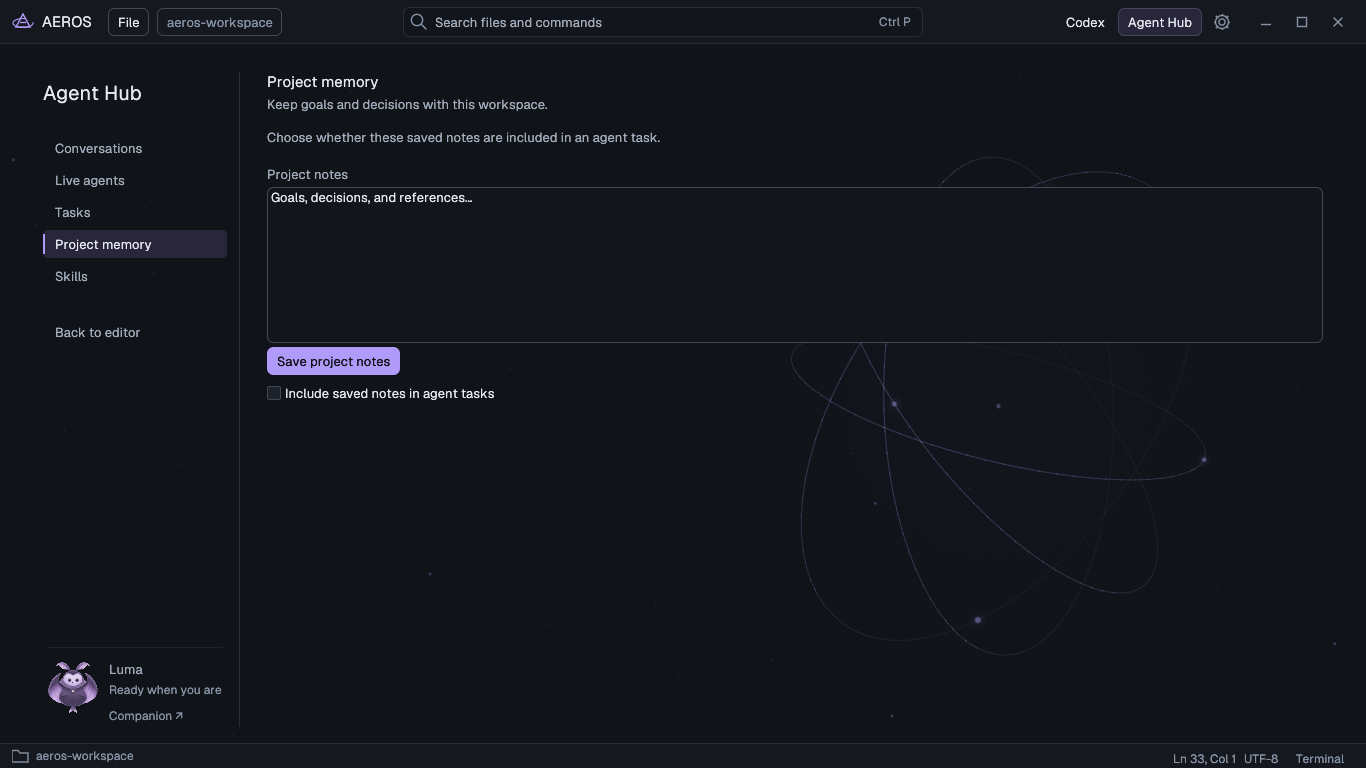 AEROS File aeros-workspace Search files and commands Ctrl P Codex Agent Hub
Agent Hub
Conversations
Live agents
Tasks
Project memory
Skills
Back to editor
Project memory
Keep goals and decisions with this workspace.
Choose whether these saved notes are included in an agent task.
Project notes
Goals, decisions, and references...
Save project notes
Include saved notes in agent tasks
Luma
Ready when you are
Companion ↗
aeros-workspace Ln 33, Col 1 UTF-8 Terminal